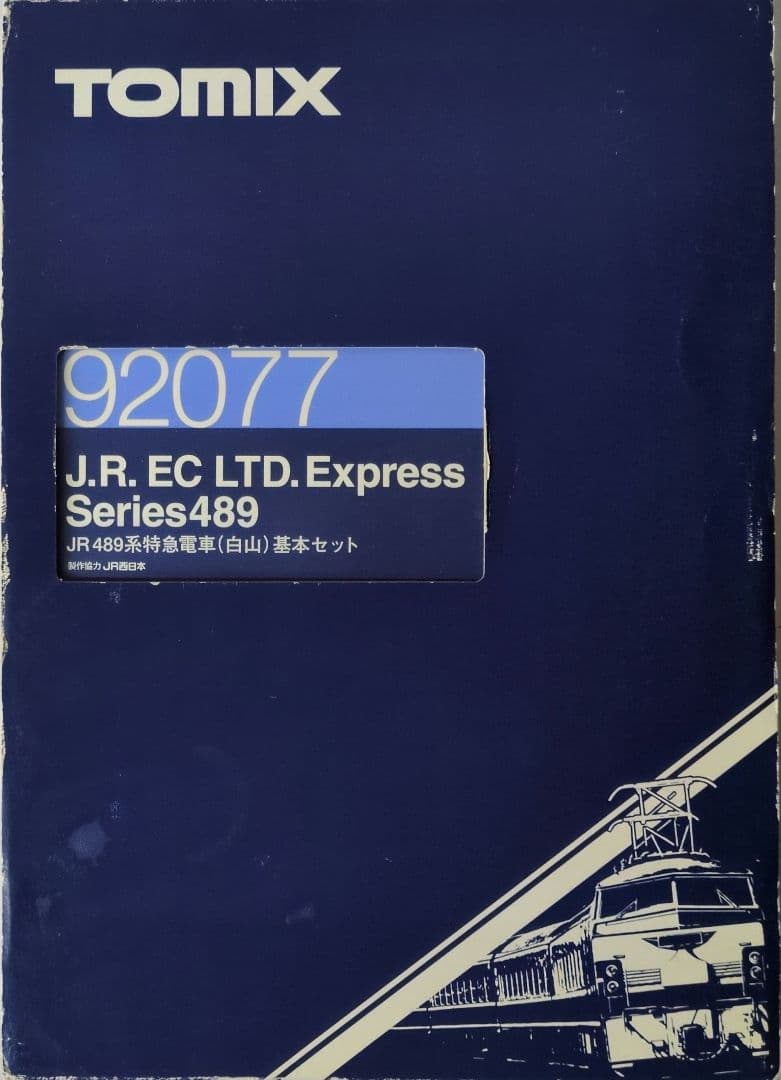 TOMIX
92077
J.R. EC LTD. Express
Series489
JR489系特急電車(白山)基本セット
製作協力 JR西日本